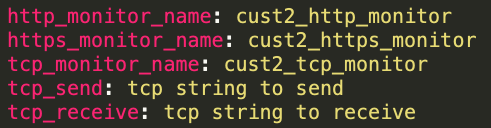 http_monitor_name: cust2_http_monitor
https_monitor_name: cust2_https_monitor
tcp_monitor_name: cust2_tcp_monitor
tcp_send: tcp string to send
tcp_receive: tcp string to receive